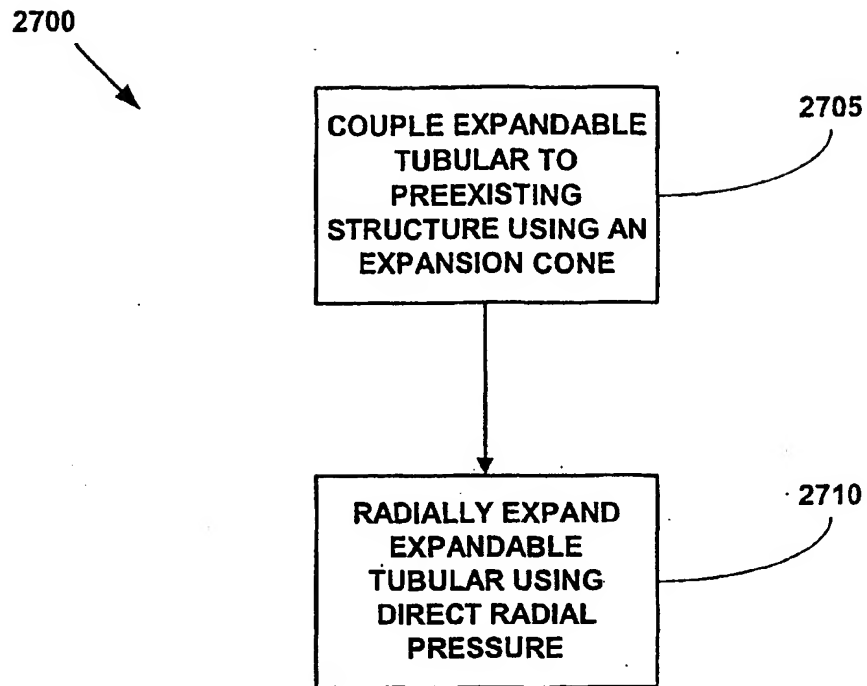 2700
COUPLE EXPANDABLE
TUBULAR TO
PREEXISTING
STRUCTURE USING AN
EXPANSION CONE
2705
RADIALLY EXPAND
EXPANDABLE
TUBULAR USING
DIRECT RADIAL
PRESSURE
2710